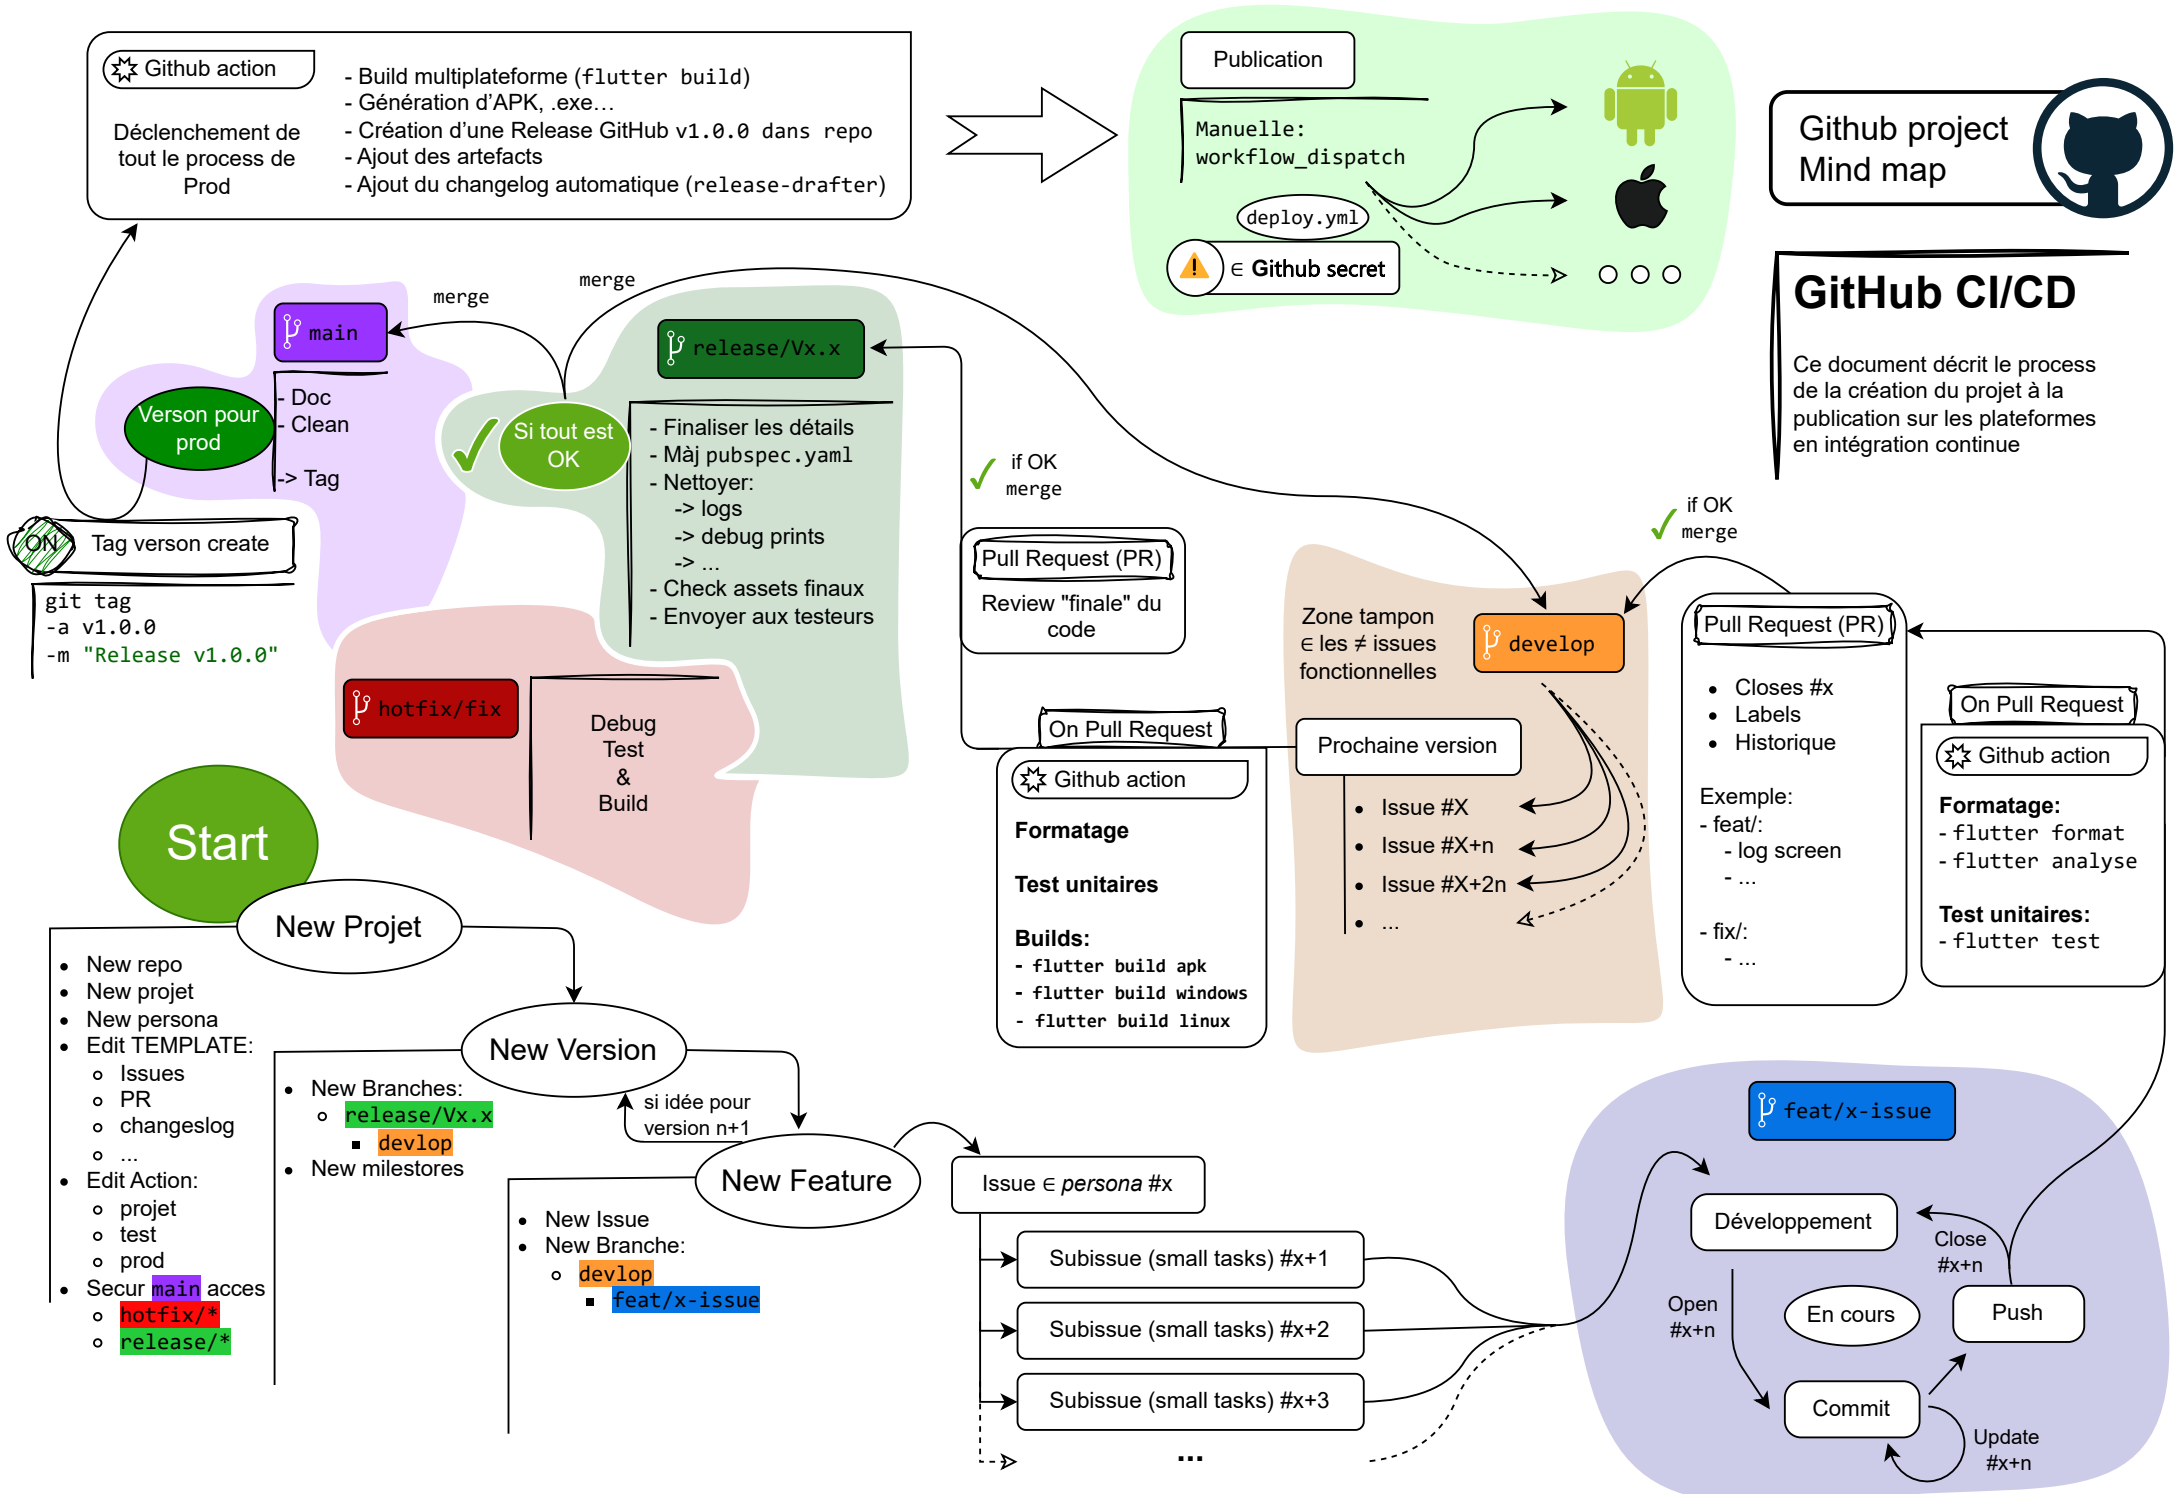 Github action
Déclenchement de
tout le process de
Prod
- Build multiplateforme (flutter build)
- Génération d’APK, .exe…
- Création d’une Release GitHub v1.0.0 dans repo
- Ajout des artefacts
- Ajout du changelog automatique (release-drafter)
Publication
Manuelle:
workflow_dispatch
deploy.yml
∈ Github secret
Github project
Mind map
GitHub CI/CD
Ce document décrit le process
de la création du projet à la
publication sur les plateformes
en intégration continue
merge
merge
main
- Doc
- Clean
-> Tag
Verson pour
prod
ON
Tag verson create
git tag
-a v1.0.0
-m "Release v1.0.0"
release/Vx.x
Si tout est
OK
- Finaliser les détails
- Màj pubspec.yaml
- Nettoyer:
-> logs
-> debug prints
-> ...
- Check assets finaux
- Envoyer aux testeurs
hotfix/fix
Debug
Test
&
Build
if OK
merge
Pull Request (PR)
Review "finale" du
code
On Pull Request
Github action
Formatage
Test unitaires
Builds:
- flutter build apk
- flutter build windows
- flutter build linux
Zone tampon
∈ les ≠ issues
fonctionnelles
develop
Prochaine version
Issue #X
Issue #X+n
Issue #X+2n
...
if OK
merge
Pull Request (PR)
Closes #x
Labels
Historique
Exemple:
- feat/:
- log screen
- ...
- fix/:
- ...
On Pull Request
Github action
Formatage:
- flutter format
- flutter analyse
Test unitaires:
- flutter test
Start
New Projet
New repo
New projet
New persona
Edit TEMPLATE:
Issues
PR
changeslog
...
Edit Action:
projet
test
prod
Secur main acces
hotfix/*
release/*
New Version
New Branches:
release/Vx.x
devlop
New milestores
si idée pour
version n+1
New Feature
New Issue
New Branche:
devlop
feat/x-issue
Issue ∈ persona #x
Subissue (small tasks) #x+1
Subissue (small tasks) #x+2
Subissue (small tasks) #x+3
...
feat/x-issue
Développement
Close
#x+n
Open
#x+n
En cours
Push
Commit
Update
#x+n